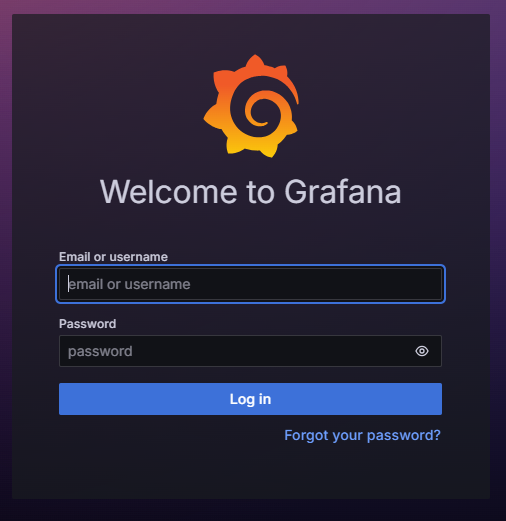 Welcome to Grafana
Email or username
email or username
Password
password
Log in
Forgot your password?